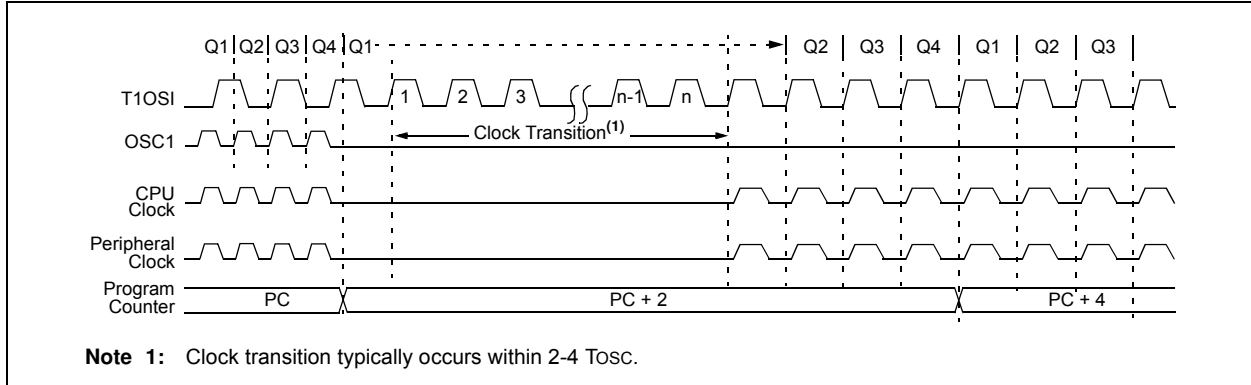 Q1 Q2 Q3 Q4 Q1 Q2 Q3 Q4 Q1 Q2 Q3
T1OSI 1 2 3 n-1 n
Clock Transition(1)
OSC1
CPU
Clock
Peripheral
Clock
Program
Counter
PC PC + 2 PC + 4
Note 1: Clock transition typically occurs within 2-4 TOSC.